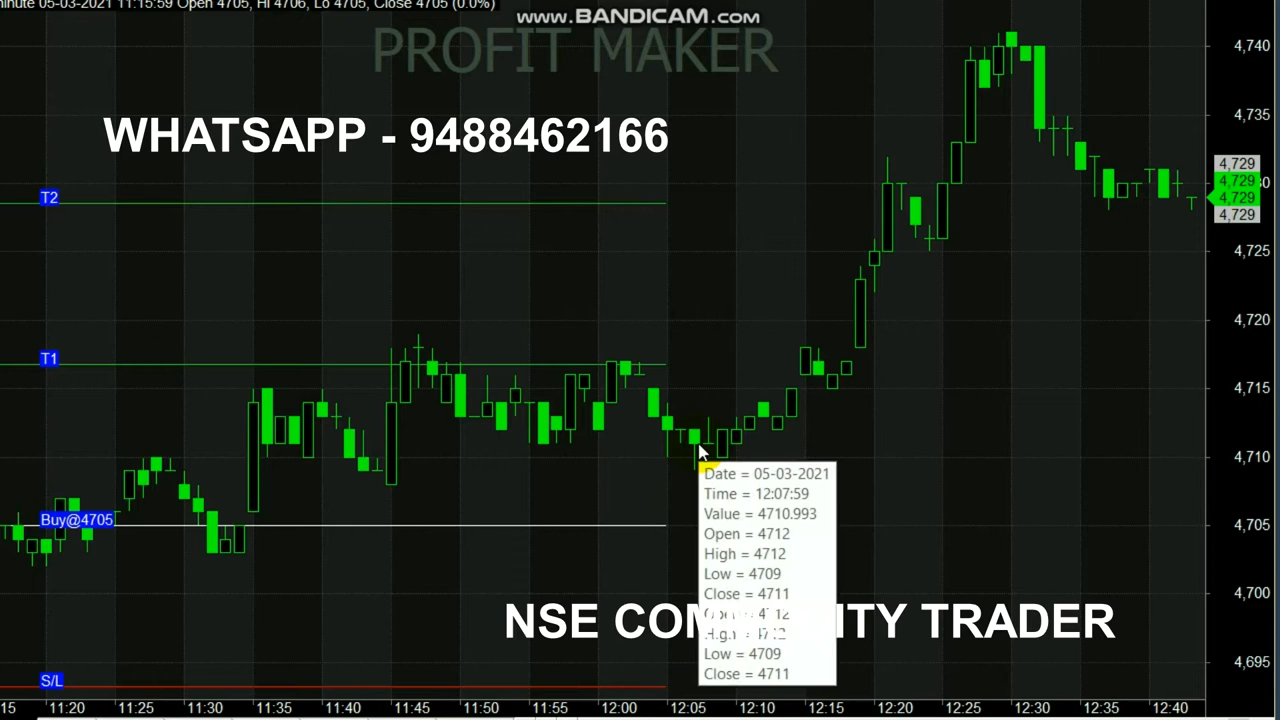 minute 05-03-2021 11:15:59 Open 4705, Hi 4706, Lo 4705, Close 4705 (0.0%)
www.BANDICAM.com
PROFIT MAKER
4,740
WHATSAPP - 9488462166
4,735
4,729
4,729
4,729
4,729
T2
4,725
4,720
T1
4,715
4,710
Date = 05-03-2021
Time = 12:07:59
Value = 4710.993
Open = 4712
High = 4712
Low = 4709
Close = 4711
Low = 4709
Close = 4711
Buy@4705
4,705
4,700
NSE COMMODITY TRADER
4,695
S/L
15 11:20 11:25 11:30 11:35 11:40 11:45 11:50 11:55 12:00 12:05 12:10 12:15 12:20 12:25 12:30 12:35 12:40